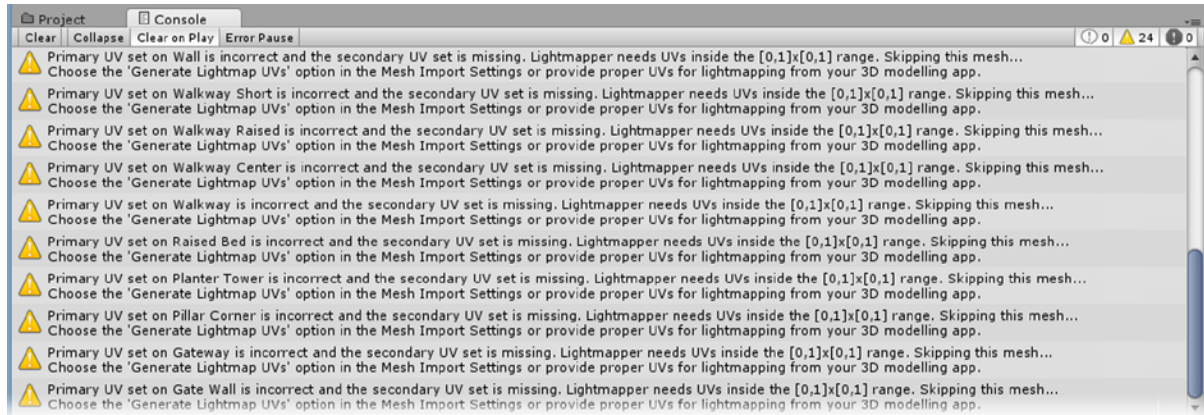 Project Console
Clear Collapse Clear on Play Error Pause 0 24 0
Primary UV set on Wall is incorrect and the secondary UV set is missing. Lightmapper needs UVs inside the [0,1]x[0,1] range. Skipping this mesh...
Choose the 'Generate Lightmap UVs' option in the Mesh Import Settings or provide proper UVs for lightmapping from your 3D modelling app.
Primary UV set on Walkway Short is incorrect and the secondary UV set is missing. Lightmapper needs UVs inside the [0,1]x[0,1] range. Skipping this mesh...
Choose the 'Generate Lightmap UVs' option in the Mesh Import Settings or provide proper UVs for lightmapping from your 3D modelling app.
Primary UV set on Walkway Raised is incorrect and the secondary UV set is missing. Lightmapper needs UVs inside the [0,1]x[0,1] range. Skipping this mesh...
Choose the 'Generate Lightmap UVs' option in the Mesh Import Settings or provide proper UVs for lightmapping from your 3D modelling app.
Primary UV set on Walkway Center is incorrect and the secondary UV set is missing. Lightmapper needs UVs inside the [0,1]x[0,1] range. Skipping this mesh...
Choose the 'Generate Lightmap UVs' option in the Mesh Import Settings or provide proper UVs for lightmapping from your 3D modelling app.
Primary UV set on Walkway is incorrect and the secondary UV set is missing. Lightmapper needs UVs inside the [0,1]x[0,1] range. Skipping this mesh...
Choose the 'Generate Lightmap UVs' option in the Mesh Import Settings or provide proper UVs for lightmapping from your 3D modelling app.
Primary UV set on Raised Bed is incorrect and the secondary UV set is missing. Lightmapper needs UVs inside the [0,1]x[0,1] range. Skipping this mesh...
Choose the 'Generate Lightmap UVs' option in the Mesh Import Settings or provide proper UVs for lightmapping from your 3D modelling app.
Primary UV set on Planter Tower is incorrect and the secondary UV set is missing. Lightmapper needs UVs inside the [0,1]x[0,1] range. Skipping this mesh...
Choose the 'Generate Lightmap UVs' option in the Mesh Import Settings or provide proper UVs for lightmapping from your 3D modelling app.
Primary UV set on Pillar Corner is incorrect and the secondary UV set is missing. Lightmapper needs UVs inside the [0,1]x[0,1] range. Skipping this mesh...
Choose the 'Generate Lightmap UVs' option in the Mesh Import Settings or provide proper UVs for lightmapping from your 3D modelling app.
Primary UV set on Gateway is incorrect and the secondary UV set is missing. Lightmapper needs UVs inside the [0,1]x[0,1] range. Skipping this mesh...
Choose the 'Generate Lightmap UVs' option in the Mesh Import Settings or provide proper UVs for lightmapping from your 3D modelling app.
Primary UV set on Gate Wall is incorrect and the secondary UV set is missing. Lightmapper needs UVs inside the [0,1]x[0,1] range. Skipping this mesh...
Choose the 'Generate Lightmap UVs' option in the Mesh Import Settings or provide proper UVs for lightmapping from your 3D modelling app.